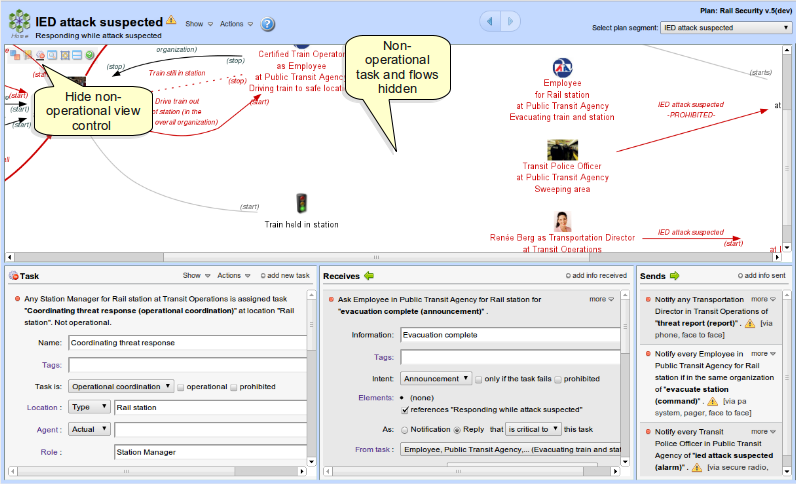 IED attack suspected
Show
Actions
?
Home
Responding while attack suspected
Plan: Rail Security v.5(dev)
Select plan segment:
IED attack suspected
organization)
(stop)
Train still in station
(stop)
Drive train out
of station (in the
overall organization)
(start)
Certified Train Operator
as Employee
at Public Transit Agency
Driving train to safe location
Hide non-
operational view
control
Non-
operational
task and flows
hidden
Employee
for Rail station
at Public Transit Agency
Evacuating train and station
(starts)
IED attack suspected
-PROHIBITED-
(start)
Transit Police Officer
at Public Transit Agency
Sweeping area
(start)
(start)
(start)
(start)
Train held in station
Renée Berg as Transportation Director
at Transit Operations
IED attack suspected
(start)
Task
Show
Actions
add new task
Any Station Manager for Rail station at Transit Operations is assigned task
"Coordinating threat response (operational coordination)" at location "Rail
station". Not operational.
Name:
Coordinating threat response
Tags:
Task is:
Operational coordination
operational
prohibited
Location :
Type
Rail station
Agent :
Actual
Role :
Station Manager
Receives
add info received
Ask Employee in Public Transit Agency for Rail station for
"evacuation complete (announcement)" .
more
Information:
Evacuation complete
Tags:
Intent:
Announcement
only if the task fails
prohibited
Elements:
(none)
references "Responding while attack suspected"
As:
Notification
Reply
that
is critical to
this task
From task :
Employee, Public Transit Agency,... (Evacuating train and stat
Sends
add info sent
Notify any Transportation
more
Director in Transit Operations of
"threat report (report)" .
[via
phone, face to face]
Notify every Employee in
more
Public Transit Agency for Rail
station if in the same organization
of "evacuate station
(command)" .
[via pa
system, pager, face to face]
Notify every Transit
more
Police Officer in Public Transit
Agency of "ied attack suspected
(alarm)" .
[via secure radio,